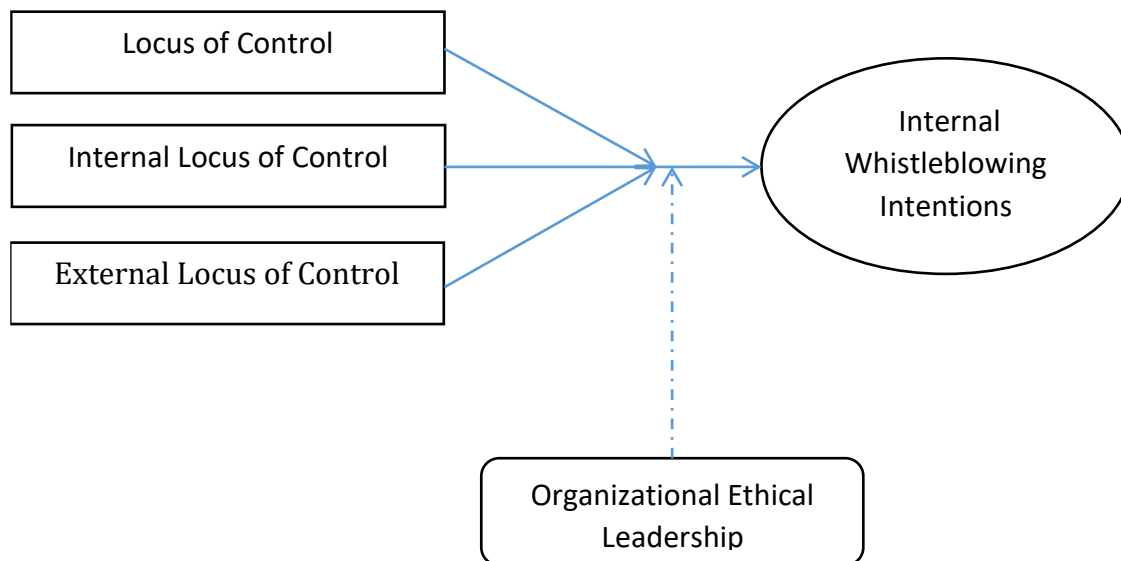 Locus of Control
Internal Locus of Control
External Locus of Control
Internal
Whistleblowing
Intentions
Organizational Ethical
Leadership